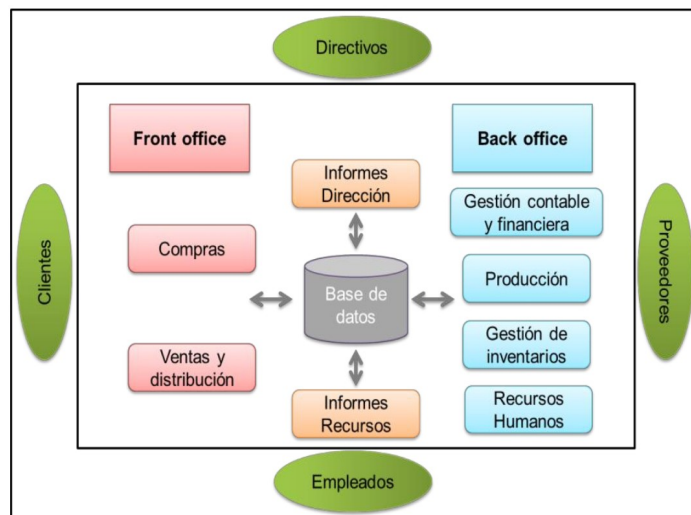 Directivos
Front office
Back office
Informes
Dirección
Gestión contable
y financiera
Clientes
Compras
Base de
datos
Producción
Proveedores
Ventas y
distribución
Gestión de
inventarios
Informes
Recursos
Recursos
Humanos
Empleados